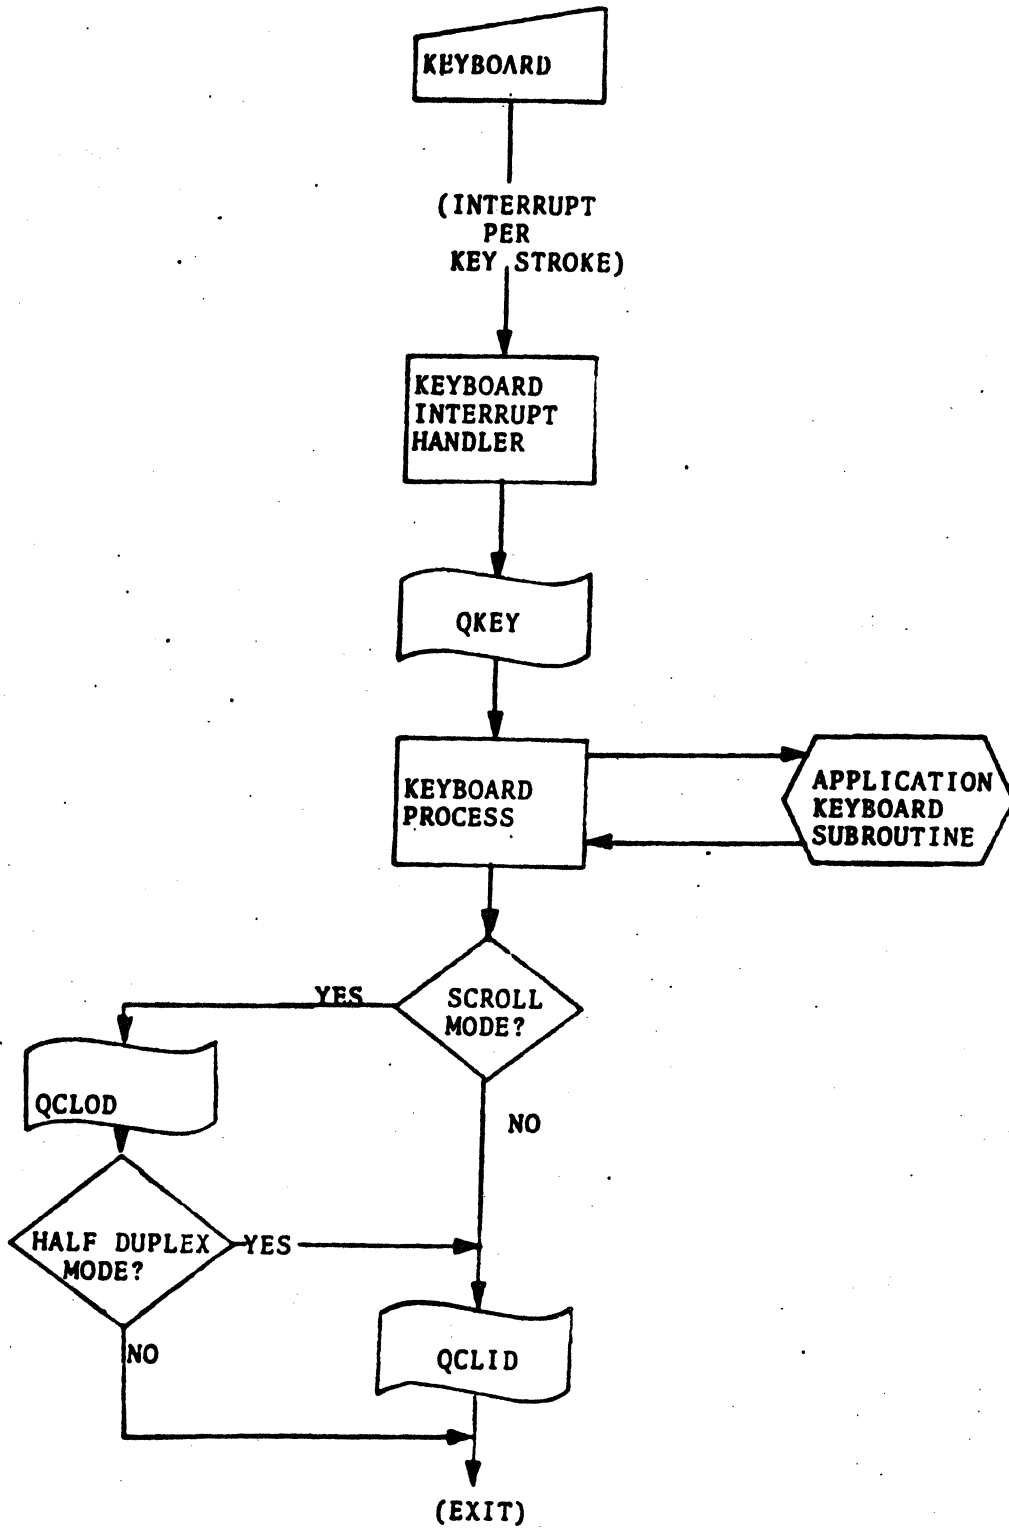 KEYBOARD
(INTERRUPT
PER
KEY STROKE)
KEYBOARD
INTERRUPT
HANDLER
QKEY
KEYBOARD
PROCESS
APPLICATION
KEYBOARD
SUBROUTINE
SCROLL
MODE?
YES
QCLOD
NO
HALF DUPLEX
MODE?
YES
NO
QCLID
(EXIT)